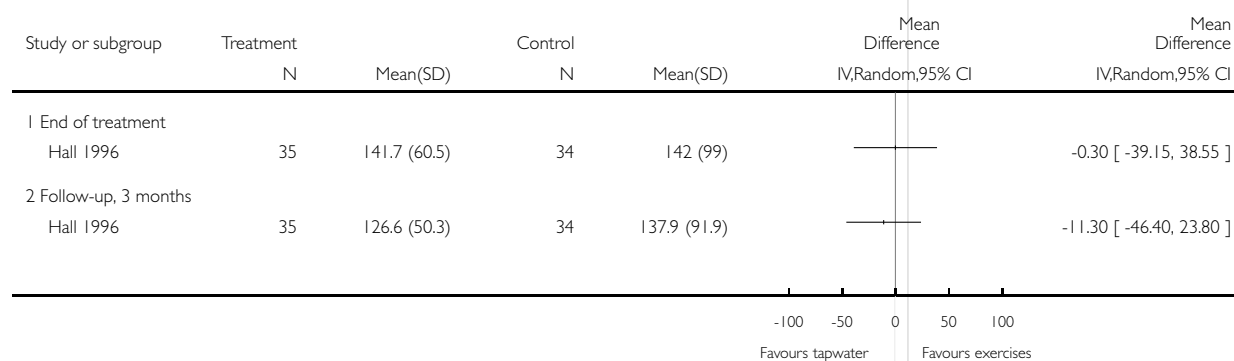 Study or subgroup Treatment Control Mean Difference Mean Difference
N Mean(SD) N Mean(SD) IV,Random,95% CI IV,Random,95% CI
1 End of treatment
Hall 1996 35 141.7 (60.5) 34 142 (99) -0.30 [ -39.15, 38.55 ]
2 Follow-up, 3 months
Hall 1996 35 126.6 (50.3) 34 137.9 (91.9) -11.30 [ -46.40, 23.80 ]
-100 -50 0 50 100
Favours tapwater Favours exercises